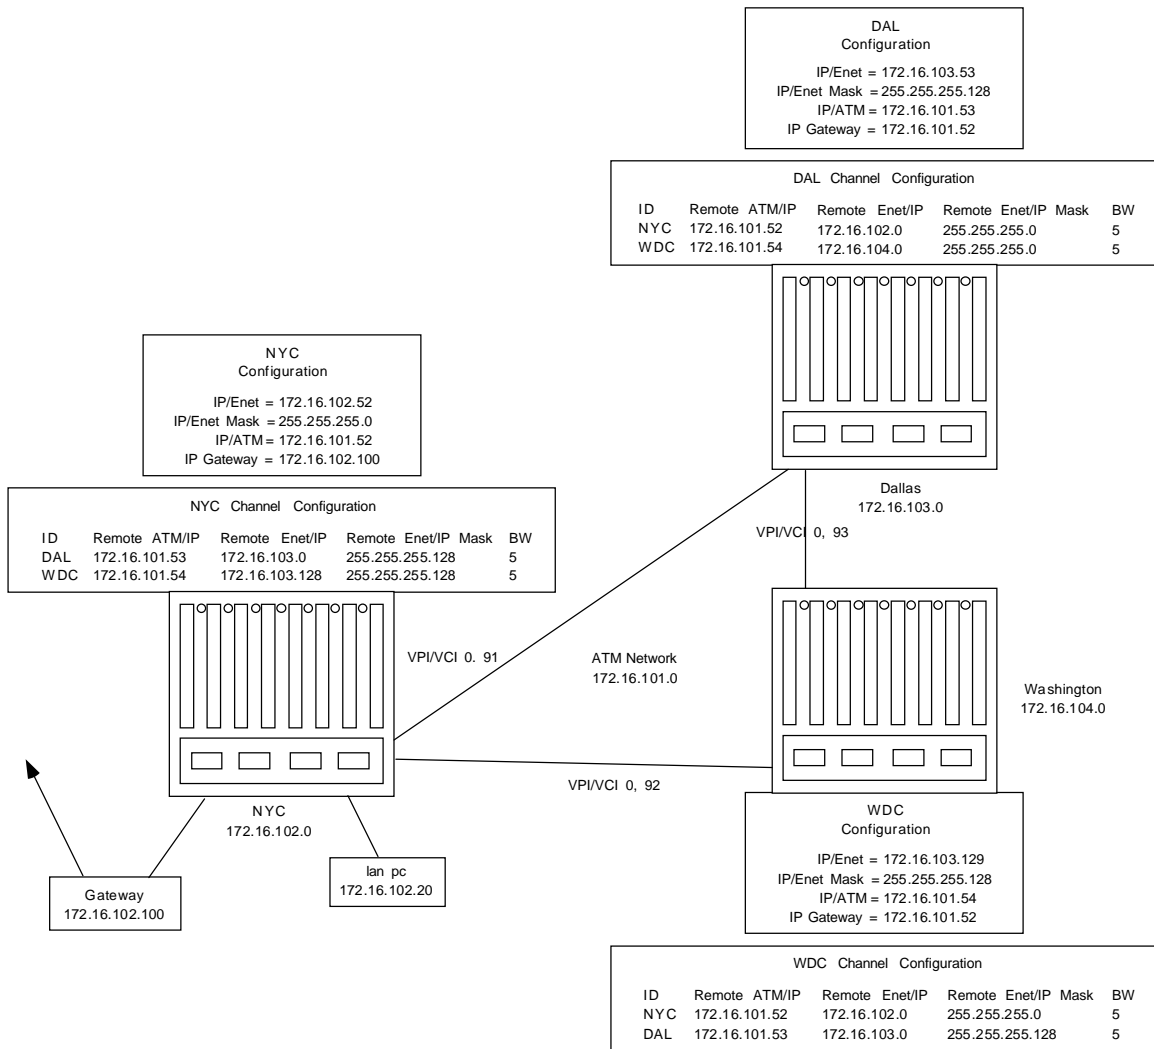 DAL
Configuration
IP/Enet = 172.16.103.53
IP/Enet Mask = 255.255.255.128
IP/ATM = 172.16.101.53
IP Gateway = 172.16.101.52
DAL Channel Configuration
ID Remote ATM/IP Remote Enet/IP Remote Enet/IP Mask BW
NYC 172.16.101.52 172.16.102.0 255.255.255.0 5
WDC 172.16.101.54 172.16.104.0 255.255.255.0 5
Dallas
172.16.103.0
NYC
Configuration
IP/Enet = 172.16.102.52
IP/Enet Mask = 255.255.255.0
IP/ATM = 172.16.101.52
IP Gateway = 172.16.102.100
NYC Channel Configuration
ID Remote ATM/IP Remote Enet/IP Remote Enet/IP Mask BW
DAL 172.16.101.53 172.16.103.0 255.255.255.128 5
WDC 172.16.101.54 172.16.103.128 255.255.255.128 5
VPI/VCI 0, 93
VPI/VCI 0. 91
ATM Network
172.16.101.0
Washington
172.16.104.0
VPI/VCI 0, 92
NYC
172.16.102.0
Gateway
172.16.102.100
lan pc
172.16.102.20
WDC
Configuration
IP/Enet = 172.16.103.129
IP/Enet Mask = 255.255.255.128
IP/ATM = 172.16.101.54
IP Gateway = 172.16.101.52
WDC Channel Configuration
ID Remote ATM/IP Remote Enet/IP Remote Enet/IP Mask BW
NYC 172.16.101.52 172.16.102.0 255.255.255.0 5
DAL 172.16.101.53 172.16.103.0 255.255.255.128 5